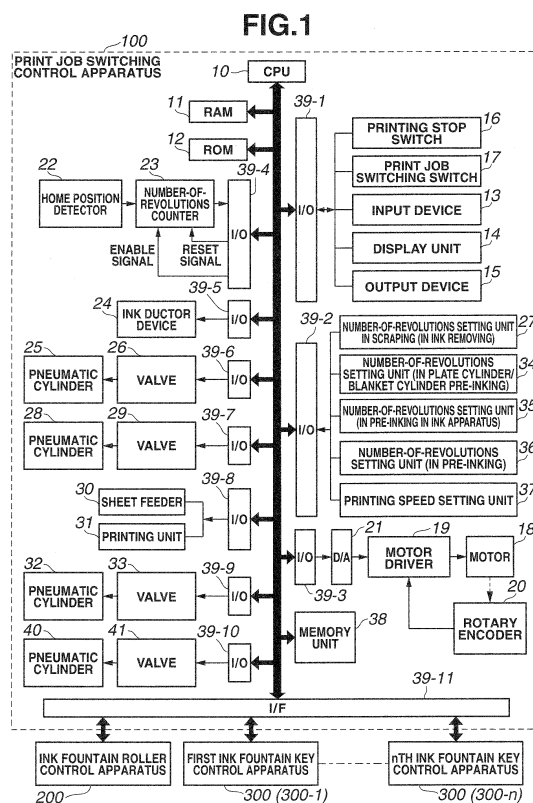 FIG.1
100
PRINT JOB SWITCHING
CONTROL APPARATUS
10
CPU
11
RAM
12
ROM
39-1
I/O
16
PRINTING STOP
SWITCH
17
PRINT JOB
SWITCHING SWITCH
13
INPUT DEVICE
14
DISPLAY UNIT
15
OUTPUT DEVICE
22
HOME POSITION
DETECTOR
23
NUMBER-OF-
REVOLUTIONS
COUNTER
39-4
I/O
ENABLE
SIGNAL
RESET
SIGNAL
24
INK DUCTOR
DEVICE
39-5
I/O
25
PNEUMATIC
CYLINDER
26
VALVE
39-6
I/O
28
PNEUMATIC
CYLINDER
29
VALVE
39-7
I/O
39-2
I/O
27
NUMBER-OF-REVOLUTIONS SETTING UNIT
IN SCRAPING (IN INK REMOVING)
34
NUMBER-OF-REVOLUTIONS
SETTING UNIT (IN PLATE CYLINDER/
BLANKET CYLINDER PRE-INKING)
35
NUMBER-OF-REVOLUTIONS SETTING UNIT
(IN PRE-INKING IN INK APPARATUS)
36
NUMBER-OF-REVOLUTIONS
SETTING UNIT (IN PRE-INKING)
37
PRINTING SPEED SETTING UNIT
30
SHEET FEEDER
31
PRINTING UNIT
39-8
I/O
I/O
39-3
21
D/A
19
MOTOR
DRIVER
18
MOTOR
20
ROTARY
ENCODER
32
PNEUMATIC
CYLINDER
33
VALVE
39-9
I/O
40
PNEUMATIC
CYLINDER
41
VALVE
39-10
I/O
MEMORY
UNIT
38
39-11
I/F
INK FOUNTAIN ROLLER
CONTROL APPARATUS
200
FIRST INK FOUNTAIN KEY
CONTROL APPARATUS
300 (300-1)
nTH INK FOUNTAIN KEY
CONTROL APPARATUS
300 (300-n)